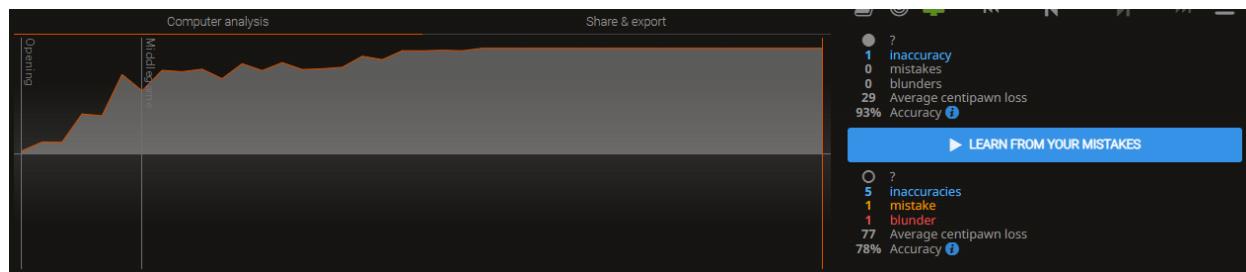 Computer analysis
Share & export
Opening
Middlegame
?
1 inaccuracy
0 mistakes
0 blunders
29 Average centipawn loss
93% Accuracy
LEARN FROM YOUR MISTAKES
?
5 inaccuracies
1 mistake
1 blunder
77 Average centipawn loss
78% Accuracy